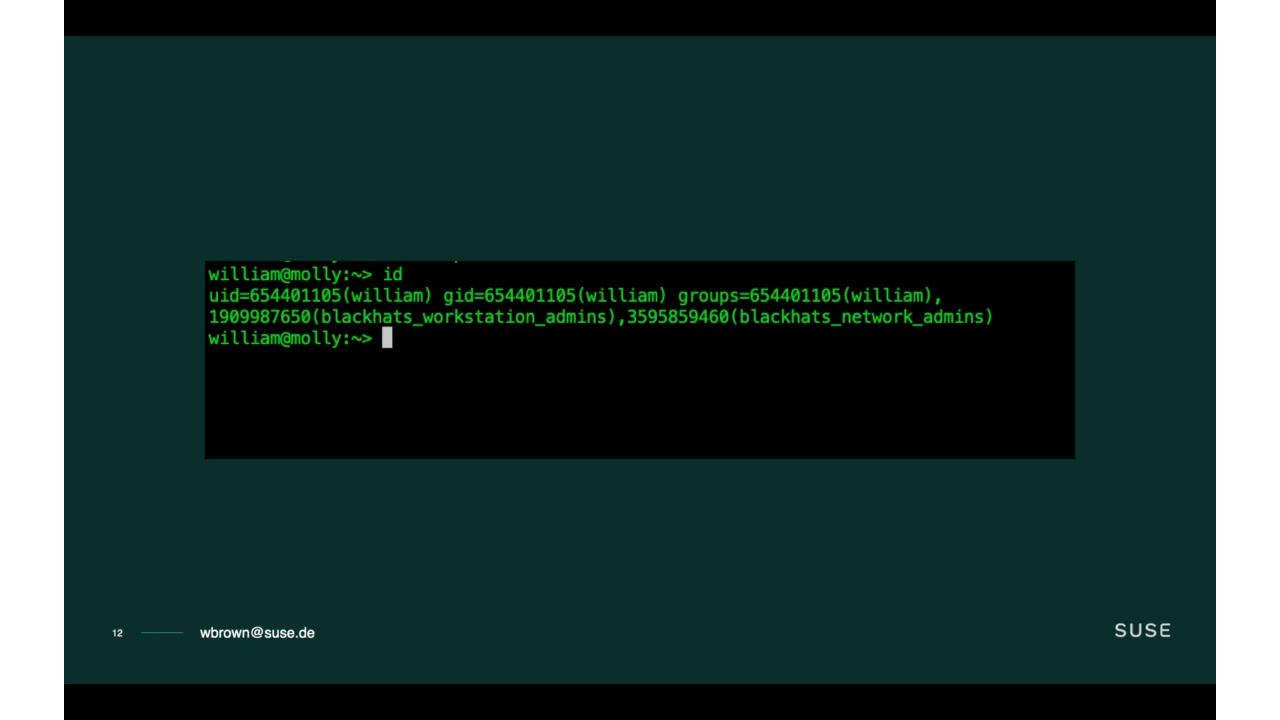 william@molly:~> id
uid=654401105(william) gid=654401105(william) groups=654401105(william),
1909987650(blackhats_workstation_admins),3595859460(blackhats_network_admins)
william@molly:~>
12
wbrown@suse.de
SUSE